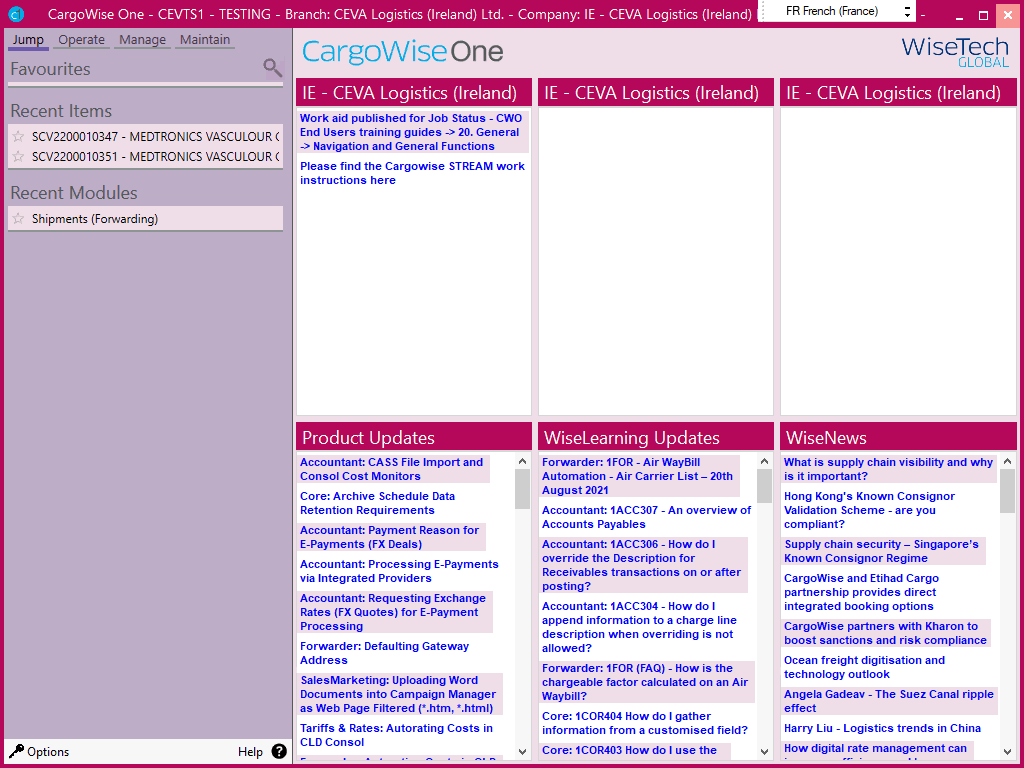 CargoWise One - CEVTS1 - TESTING - Branch: CEVA Logistics (Ireland) Ltd. - Company: IE - CEVA Logistics (Ireland)
FR French (France)
Jump Operate Manage Maintain
Favourites
Recent Items
SCV2200010347 - MEDTRONICS VASCULOUR
SCV2200010351 - MEDTRONICS VASCULOUR
Recent Modules
Shipments (Forwarding)
Options
Help
CargoWise One
WiseTech
GLOBAL
IE - CEVA Logistics (Ireland)
Work aid published for Job Status - CWO
End Users training guides -> 20. General
-> Navigation and General Functions
Please find the Cargowise STREAM work
instructions here
IE - CEVA Logistics (Ireland)
IE - CEVA Logistics (Ireland)
Product Updates
Accountant: CASS File Import and
Consol Cost Monitors
Core: Archive Schedule Data
Retention Requirements
Accountant: Payment Reason for
E-Payments (FX Deals)
Accountant: Processing E-Payments
via Integrated Providers
Accountant: Requesting Exchange
Rates (FX Quotes) for E-Payment
Processing
Forwarder: Defaulting Gateway
Address
SalesMarketing: Uploading Word
Documents into Campaign Manager
as Web Page Filtered (*.htm, *.html)
Tariffs & Rates: Autorating Costs in
CLD Consol
WiseLearning Updates
Forwarder: 1FOR - Air WayBill
Automation - Air Carrier List – 20th
August 2021
Accountant: 1ACC307 - An overview of
Accounts Payables
Accountant: 1ACC306 - How do I
override the Description for
Receivables transactions on or after
posting?
Accountant: 1ACC304 - How do I
append information to a charge line
description when overriding is not
allowed?
Forwarder: 1FOR (FAQ) - How is the
chargeable factor calculated on an Air
Waybill?
Core: 1COR404 How do I gather
information from a customised field?
Core: 1COR403 How do I use the
WiseNews
What is supply chain visibility and why
is it important?
Hong Kong's Known Consignor
Validation Scheme - are you
compliant?
Supply chain security – Singapore’s
Known Consignor Regime
CargoWise and Etihad Cargo
partnership provides direct
integrated booking options
CargoWise partners with Kharon to
boost sanctions and risk compliance
Ocean freight digitisation and
technology outlook
Angela Gadeav - The Suez Canal ripple
effect
Harry Liu - Logistics trends in China
How digital rate management can